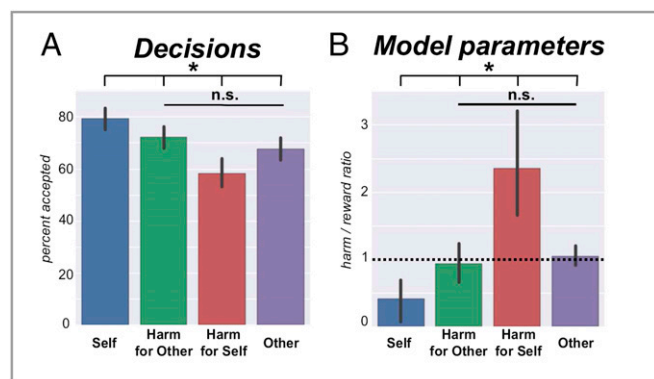 A Decisions
*
n.s.
percent accepted
80
60
40
20
0
Self
Harm for Other
Harm for Self
Other
B Model parameters
*
n.s.
harm / reward ratio
3
2
1
0
Self
Harm for Other
Harm for Self
Other